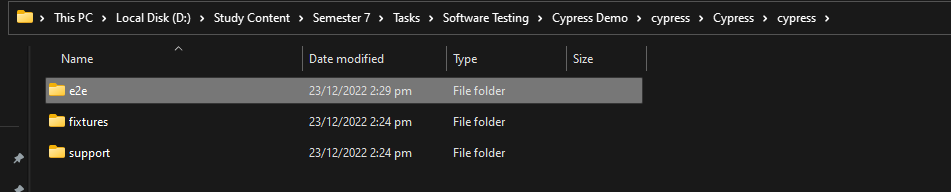 This PC > Local Disk (D:) > Study Content > Semester 7 > Tasks > Software Testing > Cypress Demo > cypress > Cypress > cypress >
Name Date modified Type Size
e2e 23/12/2022 2:29 pm File folder
fixtures 23/12/2022 2:24 pm File folder
support 23/12/2022 2:24 pm File folder